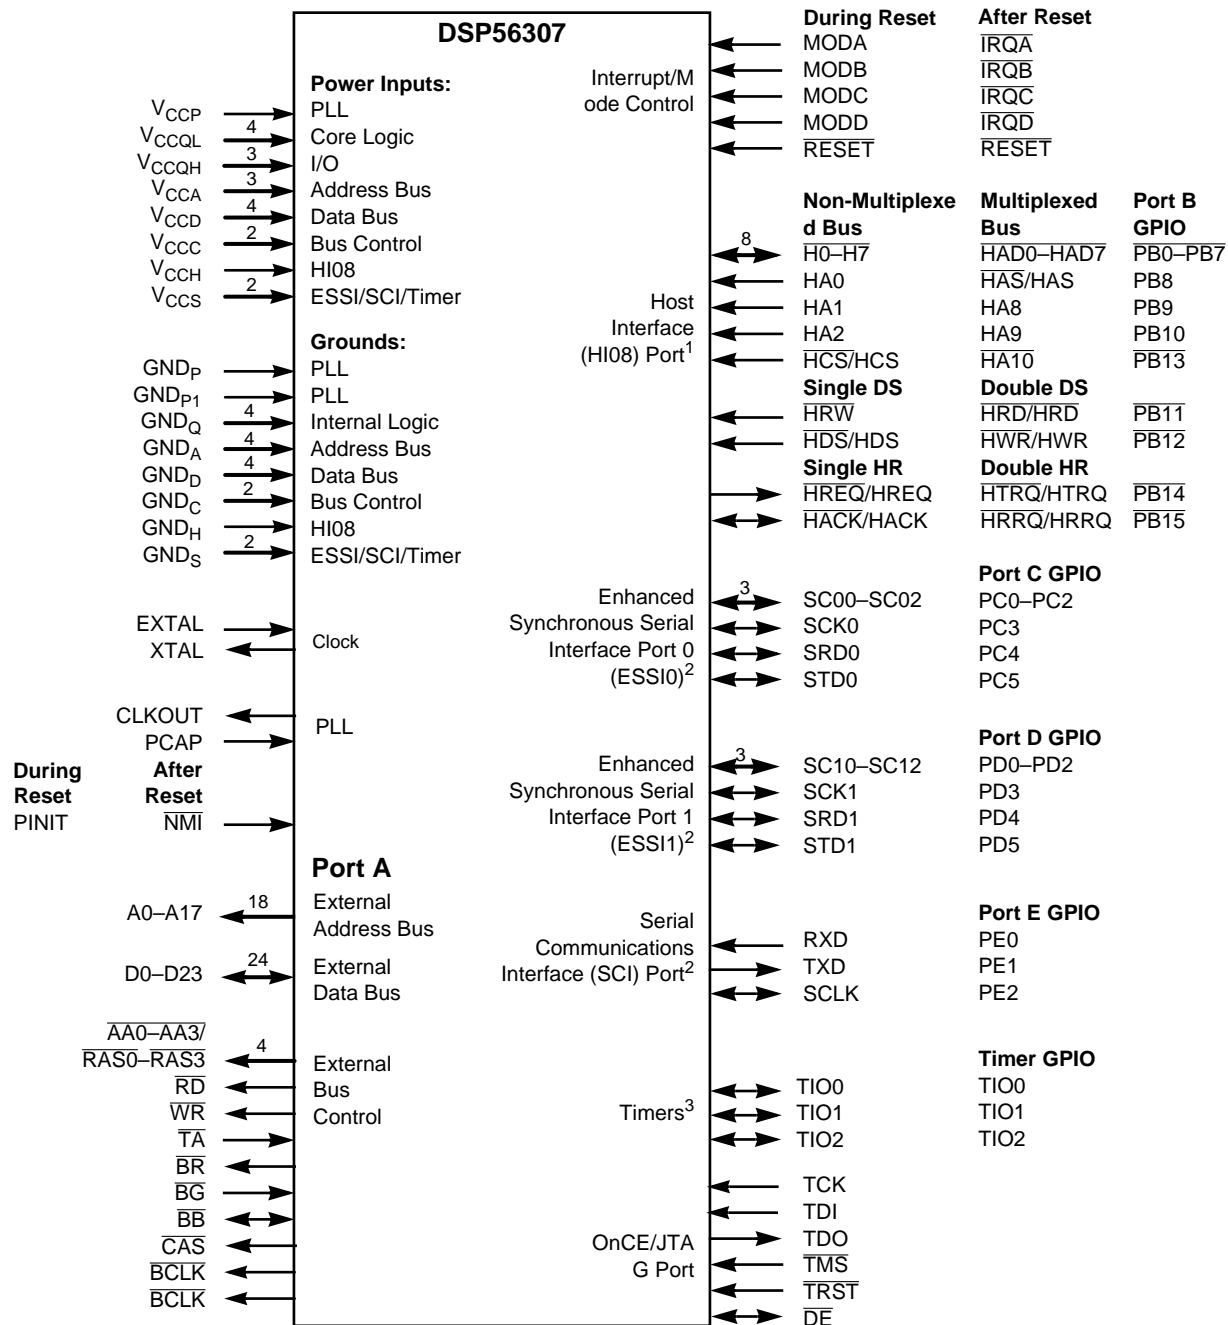 DSP56307
During Reset After Reset
MODA IRQA
MODB IRQB
MODC IRQC
MODD IRQD
RESET RESET
Interrupt/M
ode Control
Power Inputs:
VCCP PLL
VCCQL 4 Core Logic
VCCQH 3 I/O
VCCA 3 Address Bus
VCCD 4 Data Bus
VCCC 2 Bus Control
VCCH HI08
VCCS 2 ESSI/SCI/Timer
Grounds:
GNDP PLL
GNDP1 PLL
GNDQ 4 Internal Logic
GNDA 4 Address Bus
GNDD 4 Data Bus
GNDC 2 Bus Control
GNDH HI08
GNDS 2 ESSI/SCI/Timer
EXTAL
XTAL
Clock
CLKOUT
PCAP
PLL
During After
Reset Reset
PINIT NMI
Port A
A0–A17 18 External
Address Bus
D0–D23 24 External
Data Bus
AA0–AA3/
RAS0–RAS3 4 External
RD Bus
WR Control
TA
BR
BG
BB
CAS
BCLK
BCLK
Non-Multiplexe Multiplexed Port B
d Bus Bus GPIO
8 H0–H7 HAD0–HAD7 PB0–PB7
HA0 HAS/HAS PB8
HA1 HA8 PB9
HA2 HA9 PB10
HCS/HCS HA10 PB13
Single DS Double DS
HRW HRD/HRD PB11
HDS/HDS HWR/HWR PB12
Single HR Double HR
HREQ/HREQ HTRQ/HTRQ PB14
HACK/HACK HRRQ/HRRQ PB15
Host
Interface
(HI08) Port1
Port C GPIO
3 SC00–SC02 PC0–PC2
SCK0 PC3
SRD0 PC4
STD0 PC5
Enhanced
Synchronous Serial
Interface Port 0
(ESSI0)2
Port D GPIO
3 SC10–SC12 PD0–PD2
SCK1 PD3
SRD1 PD4
STD1 PD5
Enhanced
Synchronous Serial
Interface Port 1
(ESSI1)2
Port E GPIO
RXD PE0
TXD PE1
SCLK PE2
Serial
Communications
Interface (SCI) Port2
Timer GPIO
TIO0 TIO0
TIO1 TIO1
TIO2 TIO2
Timers3
TCK
TDI
TDO
TMS
TRST
DE
OnCE/JTA
G Port